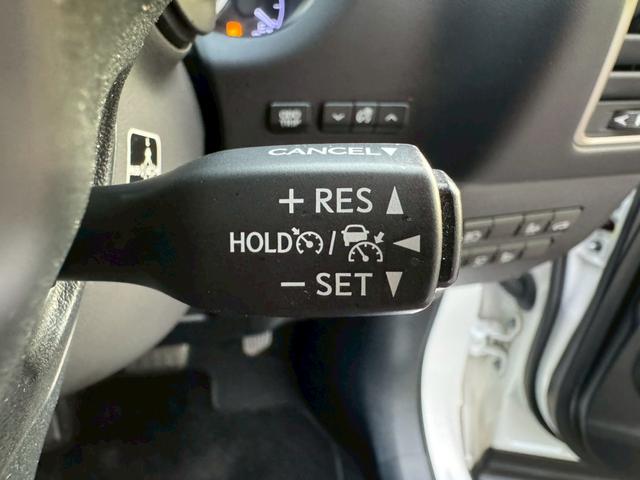 CANCEL▼
+ RES ▲
HOLD / ◄
− SET ▼